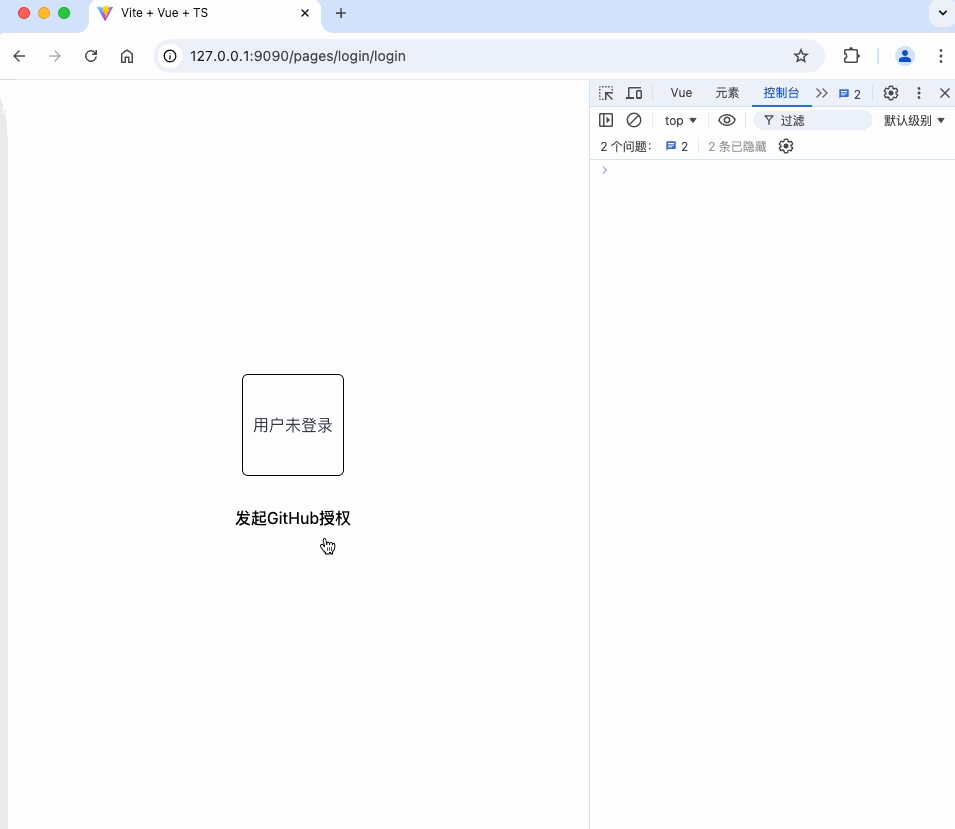 Vite + Vue + TS
127.0.0.1:9090/pages/login/login
Vue 元素 控制台 2
top 过滤 默认级别
2 个问题: 2 2 条已隐藏
用户未登录
发起GitHub授权